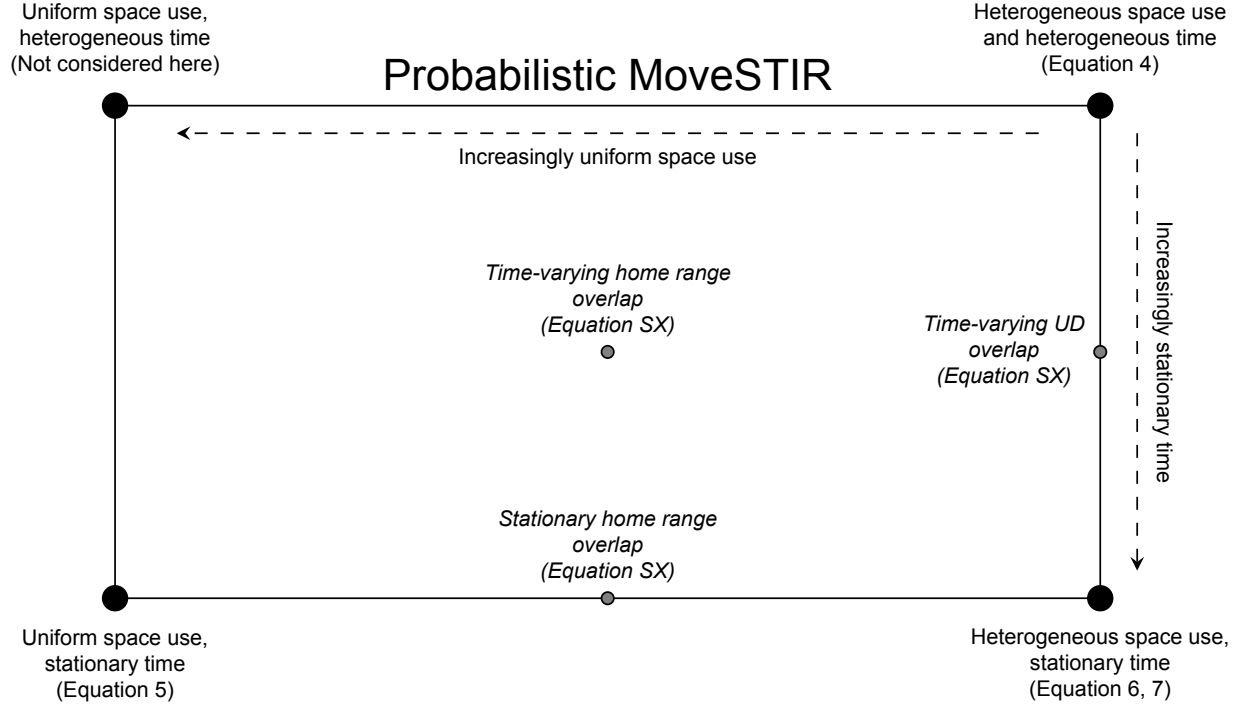 Uniform space use,
heterogeneous time
(Not considered here)
Heterogeneous space use
and heterogeneous time
(Equation 4)
Probabilistic MoveSTIR
Increasingly uniform space use
Increasingly stationary time
Time-varying home range
overlap
(Equation SX)
Time-varying UD
overlap
(Equation SX)
Stationary home range
overlap
(Equation SX)
Uniform space use,
stationary time
(Equation 5)
Heterogeneous space use,
stationary time
(Equation 6, 7)